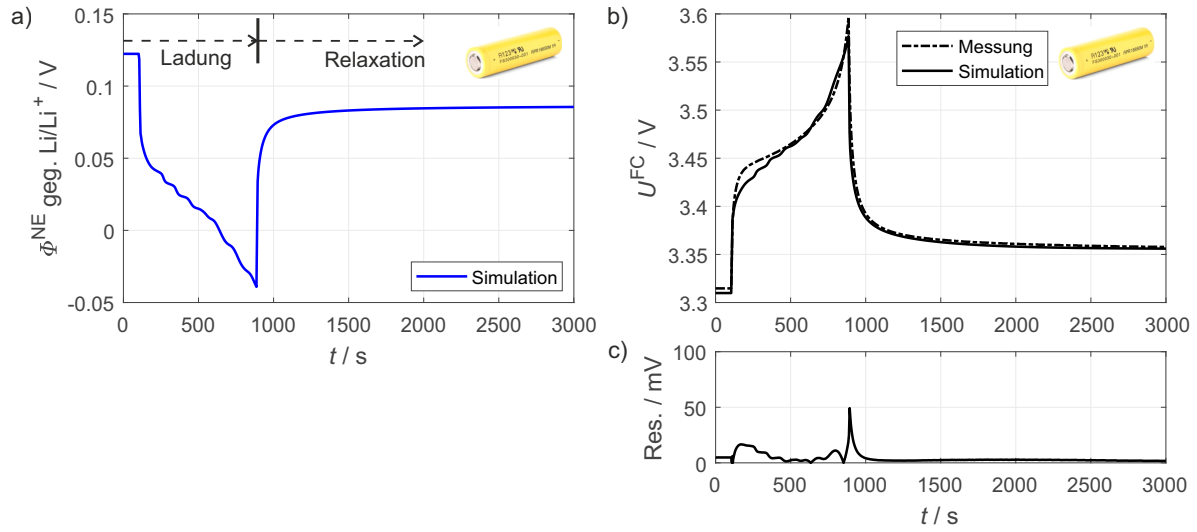 a)
Ladung
Relaxation
Φ^NE geg. Li/Li⁺ / V
0.15
0.1
0.05
0
-0.05
Simulation
0
500
1000
1500
2000
2500
3000
t / s
b)
Messung
Simulation
U^FC / V
3.6
3.55
3.5
3.45
3.4
3.35
3.3
0
500
1000
1500
2000
2500
3000
c)
Res. / mV
100
50
0
0
500
1000
1500
2000
2500
3000
t / s